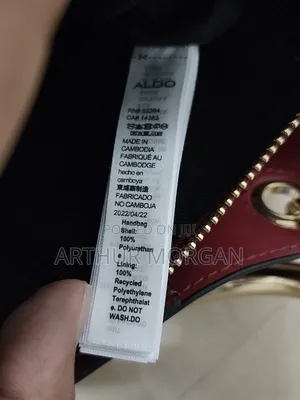 ALDO
RN# 52384
CA# 14383
MADE IN
CAMBODIA
FABRIQUÉ AU
CAMBODGE
hecho en
camboya
柬埔寨制造
FABRICADO
NO CAMBOJA
2022/04/22
Handbag
Shell:
100%
Polyurethan
Lining:
100%
Recycled
Polyethylene
Terephthalat
e. DO NOT
WASH.DO
POSTED ON
ARTHUR MORGAN